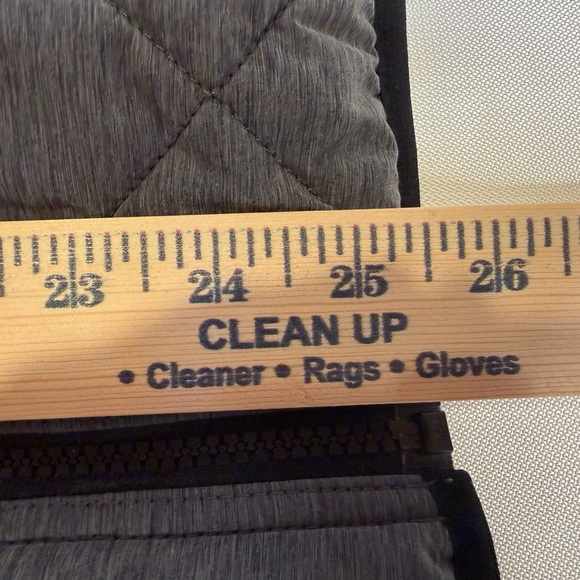 23 24 25 26
CLEAN UP
• Cleaner • Rags • Gloves